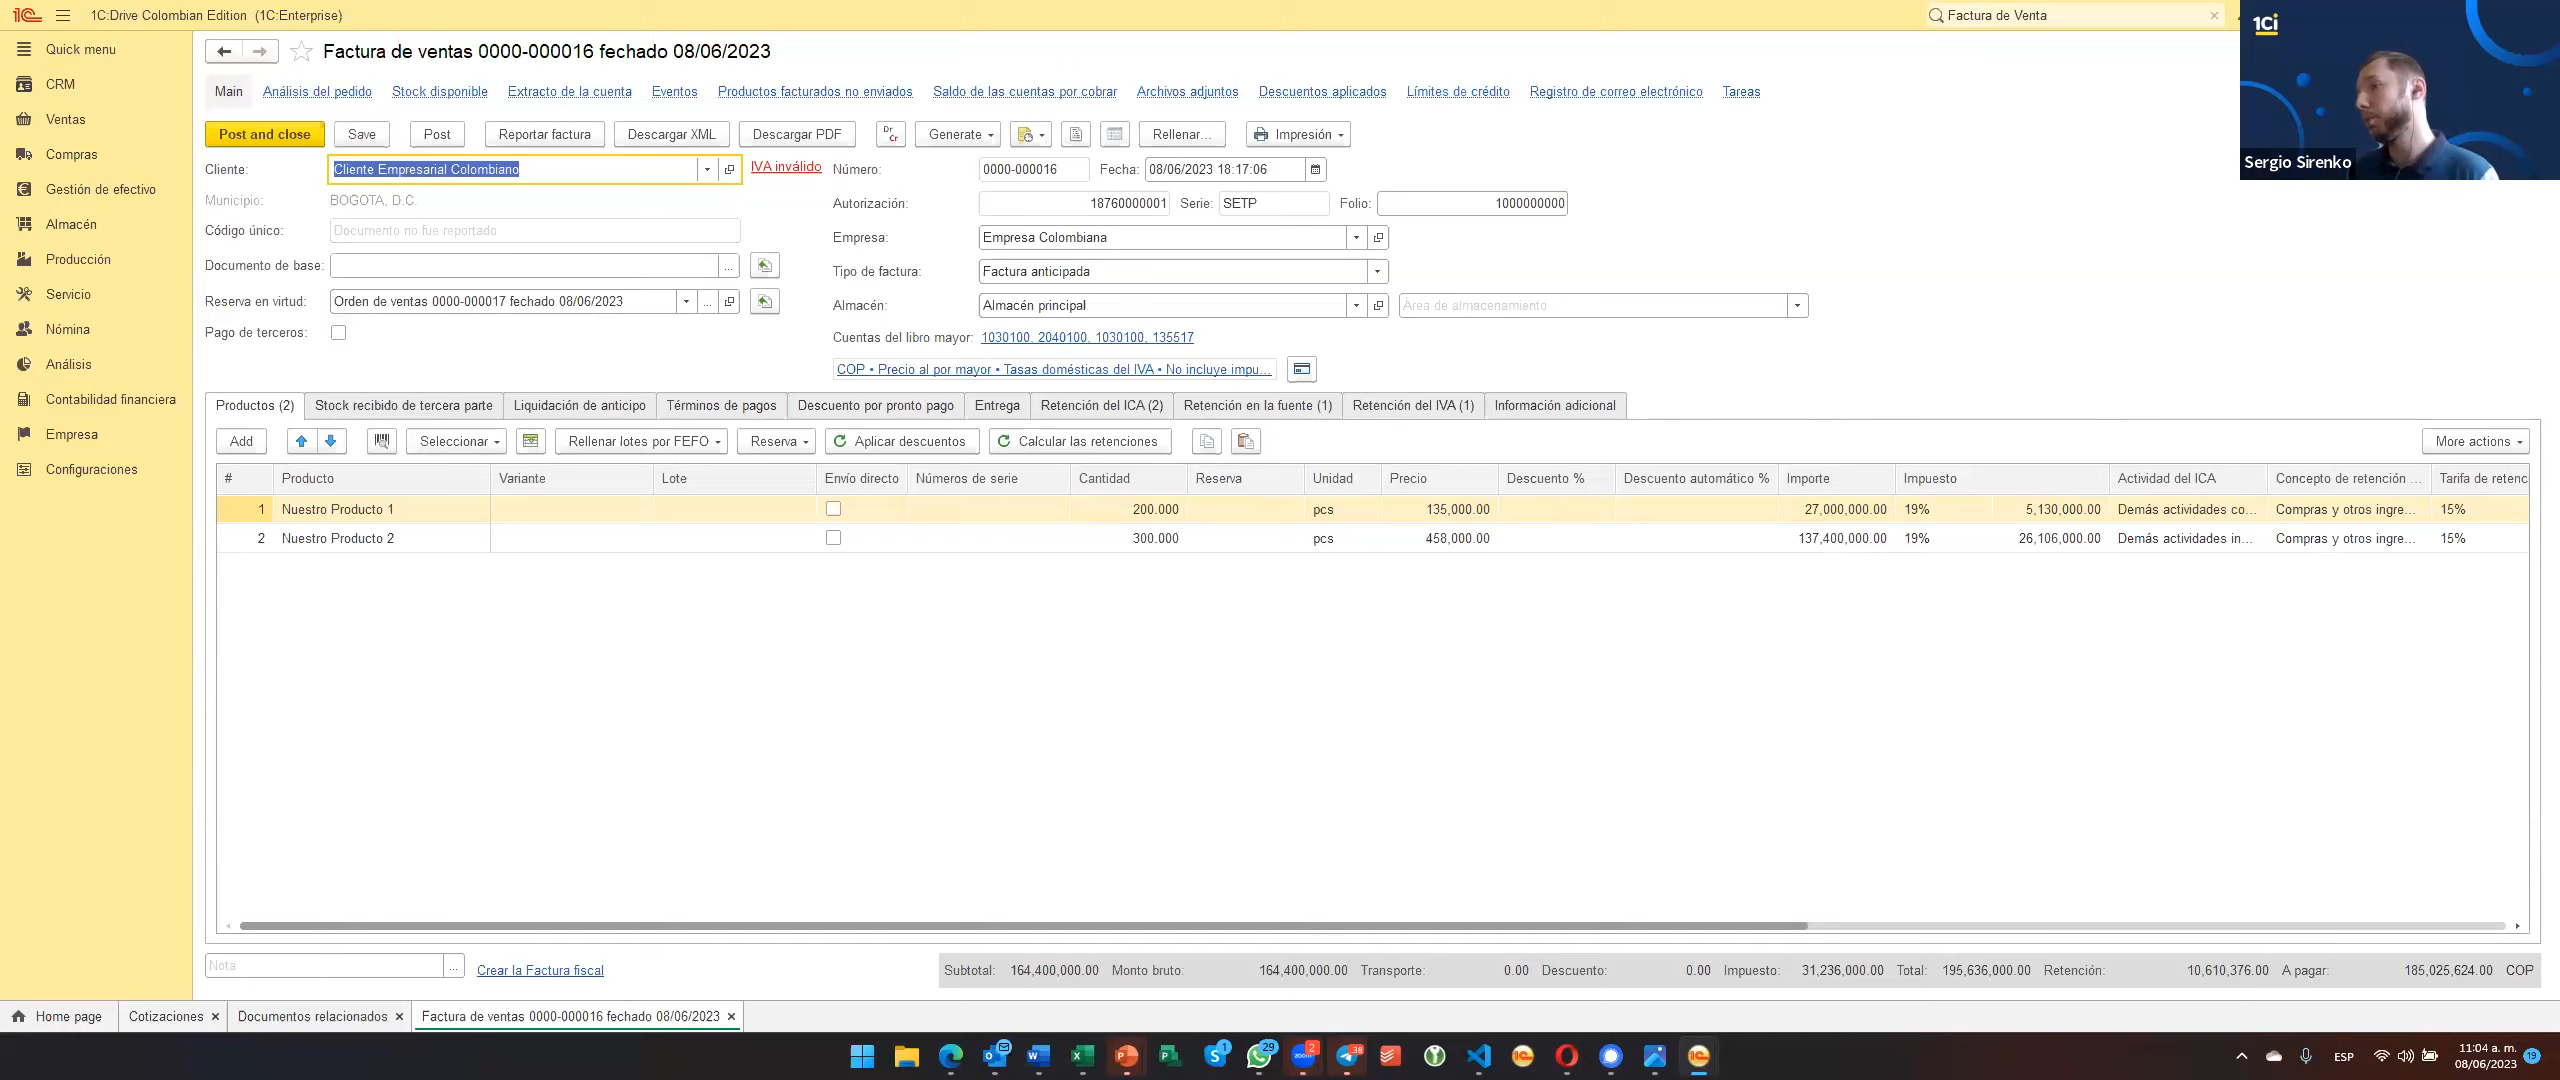 1C:Drive Colombian Edition (1C:Enterprise)
Factura de Venta
1Ci
Sergio Sirenko
Quick menu
CRM
Ventas
Compras
Gestión de efectivo
Almacén
Producción
Servicio
Nómina
Análisis
Contabilidad financiera
Empresa
Configuraciones
Factura de ventas 0000-000016 fechado 08/06/2023
Main Análisis del pedido Stock disponible Extracto de la cuenta Eventos Productos facturados no enviados Saldo de las cuentas por cobrar Archivos adjuntos Descuentos aplicados Límites de crédito Registro de correo electrónico Tareas
Post and close Save Post Reportar factura Descargar XML Descargar PDF Dr Cr Generate Rellenar... Impresión
Cliente: Cliente Empresarial Colombiano IVA inválido Número: 0000-000016 Fecha: 08/06/2023 18:17:06
Municipio: BOGOTA, D.C. Autorización: 18760000001 Serie: SETP Folio: 1000000000
Código único: Documento no fue reportado Empresa: Empresa Colombiana
Documento de base: ... Tipo de factura: Factura anticipada
Reserva en virtud: Orden de ventas 0000-000017 fechado 08/06/2023 ... Almacén: Almacén principal Área de almacenamiento
Pago de terceros: Cuentas del libro mayor: 1030100, 2040100, 1030100, 135517
COP • Precio al por mayor • Tasas domésticas del IVA • No incluye impu...
Productos (2) Stock recibido de tercera parte Liquidación de anticipo Términos de pagos Descuento por pronto pago Entrega Retención del ICA (2) Retención en la fuente (1) Retención del IVA (1) Información adicional
Add Seleccionar Rellenar lotes por FEFO Reserva Aplicar descuentos Calcular las retenciones More actions
# Producto Variante Lote Envío directo Números de serie Cantidad Reserva Unidad Precio Descuento % Descuento automático % Importe Impuesto Actividad del ICA Concepto de retención ... Tarifa de retenc
1 Nuestro Producto 1 200.000 pcs 135,000.00 27,000,000.00 19% 5,130,000.00 Demás actividades co... Compras y otros ingre... 15%
2 Nuestro Producto 2 300.000 pcs 458,000.00 137,400,000.00 19% 26,106,000.00 Demás actividades in... Compras y otros ingre... 15%
Nota ... Crear la Factura fiscal Subtotal: 164,400,000.00 Monto bruto: 164,400,000.00 Transporte: 0.00 Descuento: 0.00 Impuesto: 31,236,000.00 Total: 195,636,000.00 Retención: 10,610,376.00 A pagar: 185,025,624.00 COP
Home page Cotizaciones Documentos relacionados Factura de ventas 0000-000016 fechado 08/06/2023
ESP 11:04 a. m. 19
08/06/2023